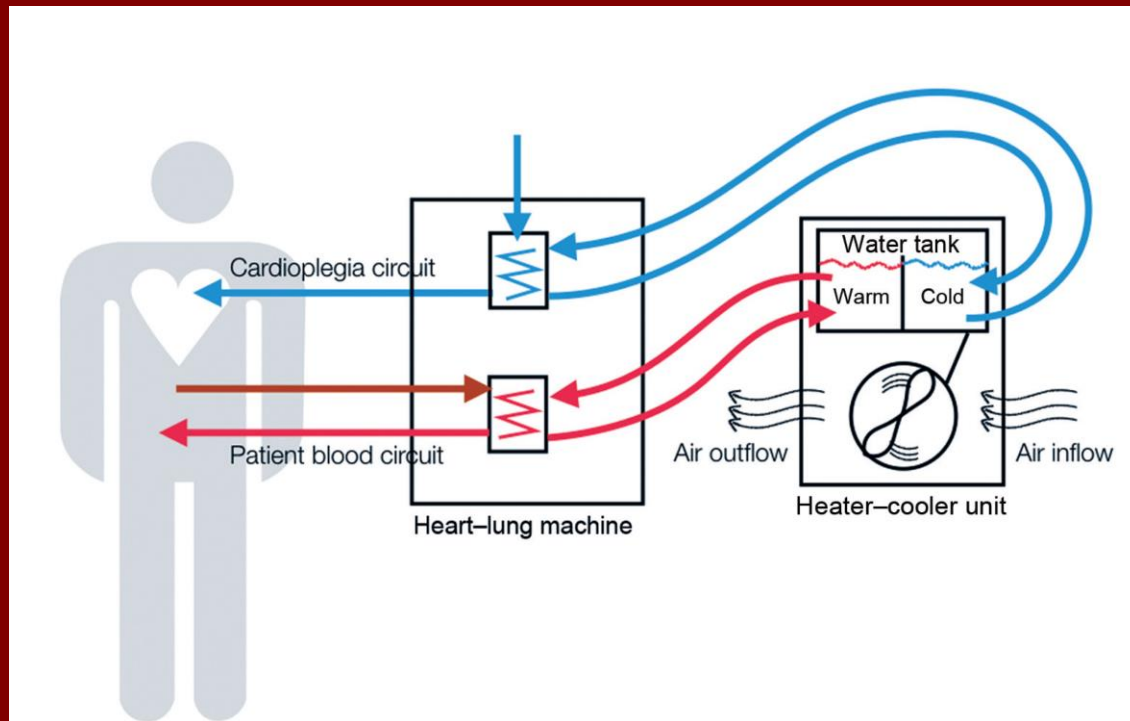 Cardioplegia circuit
Water tank
Warm
Cold
Patient blood circuit
Air outflow
Air inflow
Heart–lung machine
Heater–cooler unit